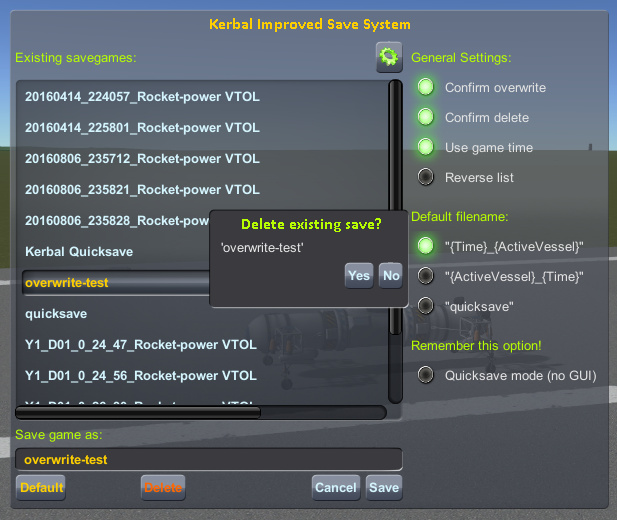 Kerbal Improved Save System
Existing savegames:
20160414_224057_Rocket-power VTOL
20160414_225801_Rocket-power VTOL
20160806_235712_Rocket-power VTOL
20160806_235821_Rocket-power VTOL
20160806_235828_Rocket-pow
Kerbal Quicksave
overwrite-test
quicksave
Y1_D01_0_24_47_Rocket-power VTOL
Y1_D01_0_24_56_Rocket-power VTOL
Delete existing save?
'overwrite-test'
Yes No
Save game as:
overwrite-test
Default Delete Cancel Save
General Settings:
Confirm overwrite
Confirm delete
Use game time
Reverse list
Default filename:
"{Time}_{ActiveVessel}"
"{ActiveVessel}_{Time}"
"quicksave"
Remember this option!
Quicksave mode (no GUI)